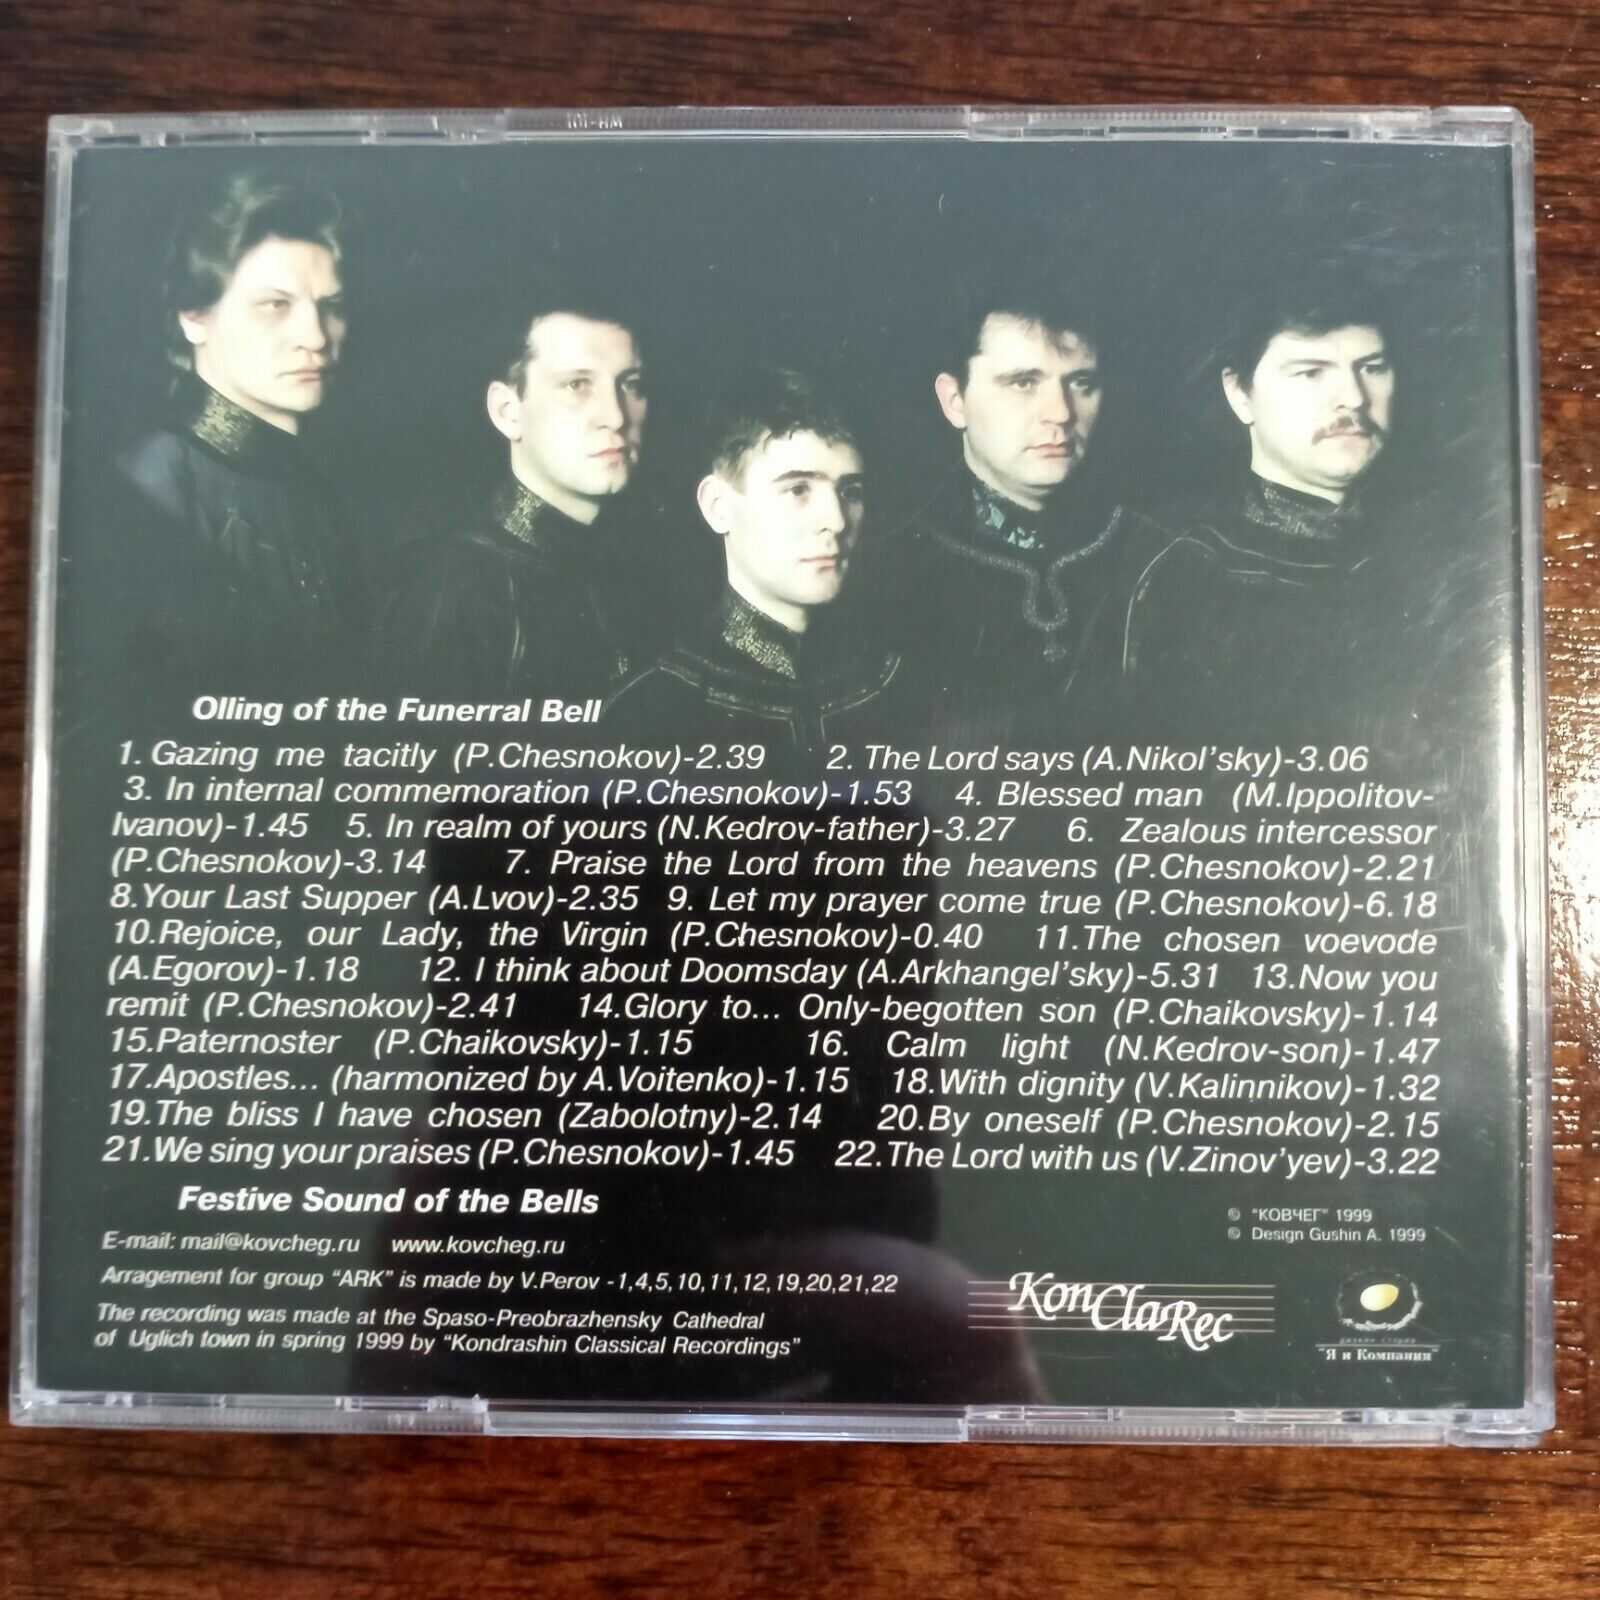 Olling of the Funerral Bell
1. Gazing me tacitly (P.Chesnokov)-2.39 2. The Lord says (A.Nikol'sky)-3.06
3. In internal commemoration (P.Chesnokov)-1.53 4. Blessed man (M.Ippolitov-
Ivanov)-1.45 5. In realm of yours (N.Kedrov-father)-3.27 6. Zealous intercessor
(P.Chesnokov)-3.14 7. Praise the Lord from the heavens (P.Chesnokov)-2.21
8.Your Last Supper (A.Lvov)-2.35 9. Let my prayer come true (P.Chesnokov)-6.18
10.Rejoice, our Lady, the Virgin (P.Chesnokov)-0.40 11.The chosen voevode
(A.Egorov)-1.18 12. I think about Doomsday (A.Arkhangel'sky)-5.31 13.Now you
remit (P.Chesnokov)-2.41 14.Glory to... Only-begotten son (P.Chaikovsky)-1.14
15.Paternoster (P.Chaikovsky)-1.15 16. Calm light (N.Kedrov-son)-1.47
17.Apostles... (harmonized by A.Voitenko)-1.15 18.With dignity (V.Kalinnikov)-1.32
19.The bliss I have chosen (Zabolotny)-2.14 20.By oneself (P.Chesnokov)-2.15
21.We sing your praises (P.Chesnokov)-1.45 22.The Lord with us (V.Zinov'yev)-3.22
Festive Sound of the Bells
E-mail: mail@kovcheg.ru www.kovcheg.ru
Arragement for group "ARK" is made by V.Perov -1,4,5,10,11,12,19,20,21,22
The recording was made at the Spaso-Preobrazhensky Cathedral
of Uglich town in spring 1999 by "Kondrashin Classical Recordings"
© "КОВЧЕГ" 1999
© Design Gushin A. 1999
KonClaRec
дизайн студия
"Я и Компания"